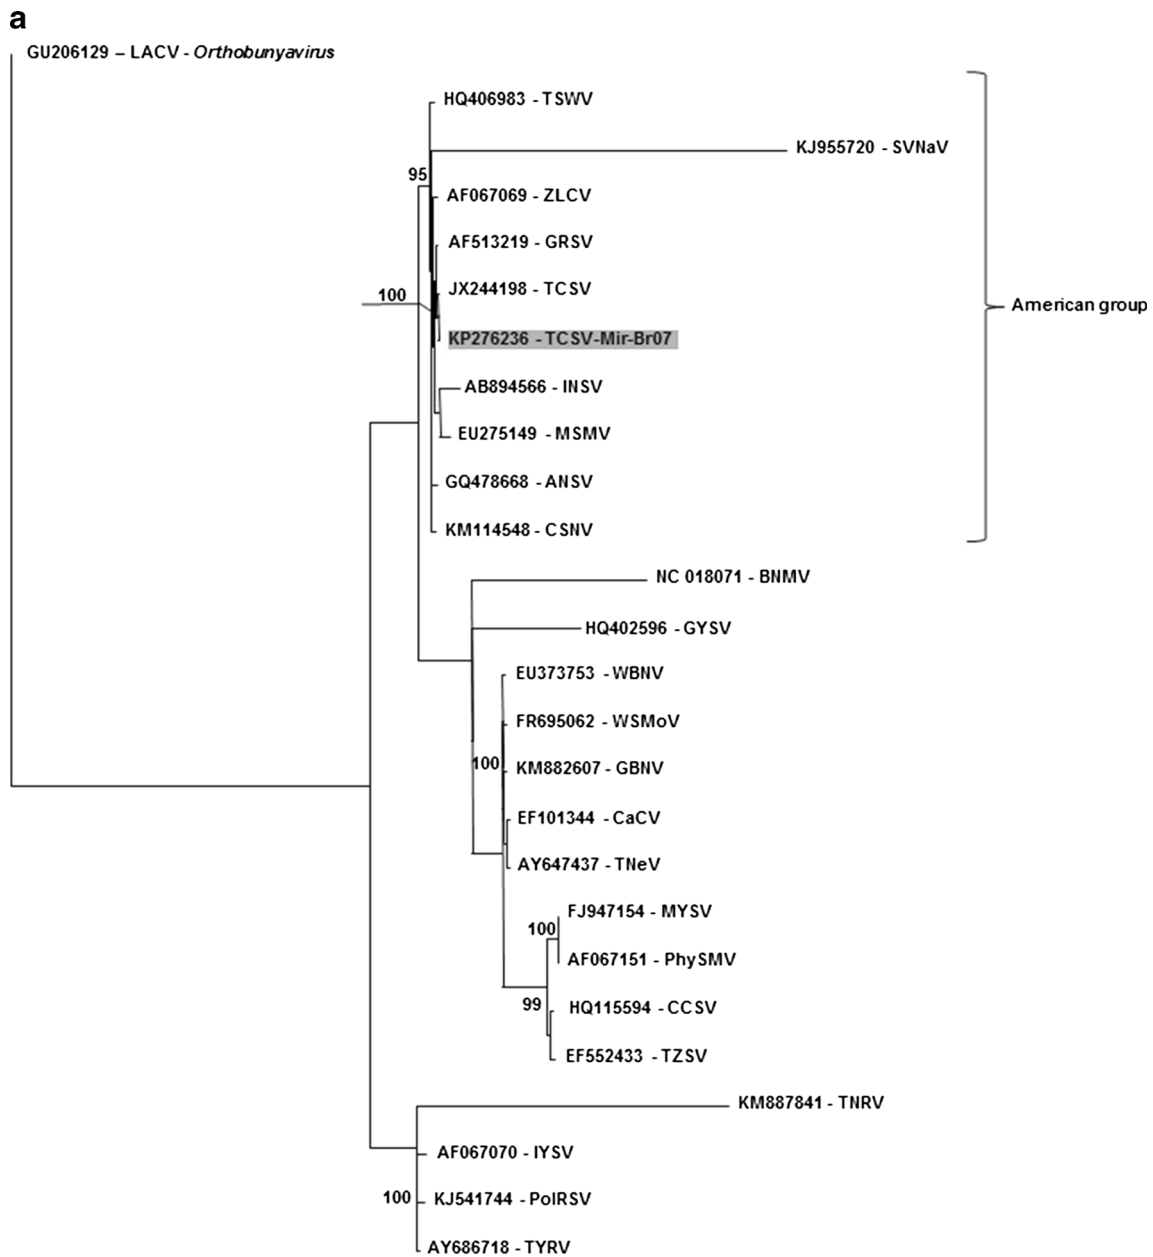 a
GU206129 – LACV - Orthobunyavirus
HQ406983 - TSWV
KJ955720 - SVNaV
95
AF067069 - ZLCV
AF513219 - GRSV
JX244198 - TCSV
100
American group
KP276236 - TCSV-Mir-Br07
AB894566 - INSV
EU275149 - MSMV
GQ478668 - ANSV
KM114548 - CSNV
NC 018071 - BNMV
HQ402596 - GYSV
EU373753 - WBNV
FR695062 - WSMoV
100
KM882607 - GBNV
EF101344 - CaCV
AY647437 - TNeV
FJ947154 - MYSV
100
AF067151 - PhySMV
99
HQ115594 - CCSV
EF552433 - TZSV
KM887841 - TNRV
AF067070 - IYSV
100
KJ541744 - PolRSV
AY686718 - TYRV